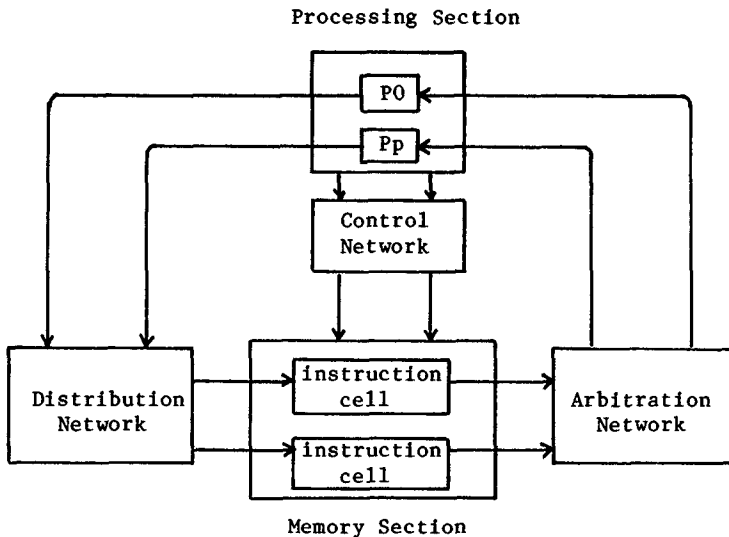 Processing Section
P0
Pp
Control
Network
Distribution
Network
instruction
cell
instruction
cell
Arbitration
Network
Memory Section